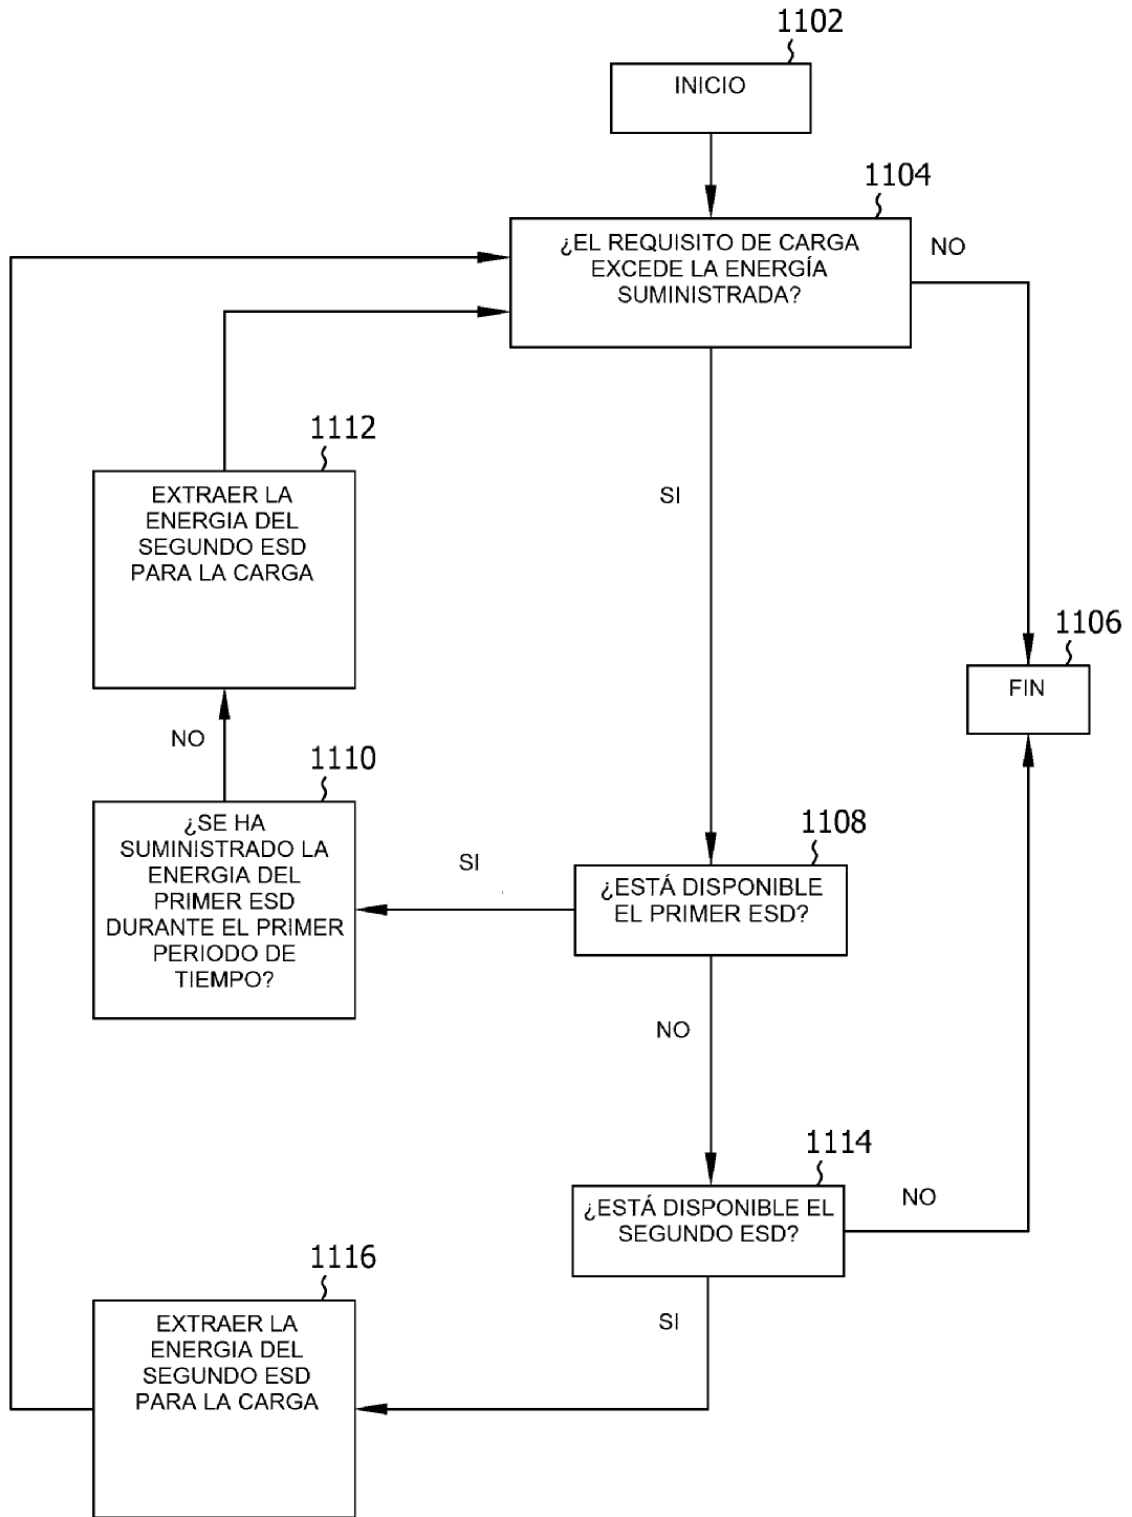 1102
INICIO
1104
¿EL REQUISITO DE CARGA
EXCEDE LA ENERGÍA
SUMINISTRADA?
NO
1112
EXTRAER LA
ENERGIA DEL
SEGUNDO ESD
PARA LA CARGA
SI
1106
FIN
NO
1110
¿SE HA
SUMINISTRADO LA
ENERGIA DEL
PRIMER ESD
DURANTE EL PRIMER
PERIODO DE
TIEMPO?
SI
1108
¿ESTÁ DISPONIBLE
EL PRIMER ESD?
NO
1114
¿ESTÁ DISPONIBLE EL
SEGUNDO ESD?
NO
1116
EXTRAER LA
ENERGIA DEL
SEGUNDO ESD
PARA LA CARGA
SI